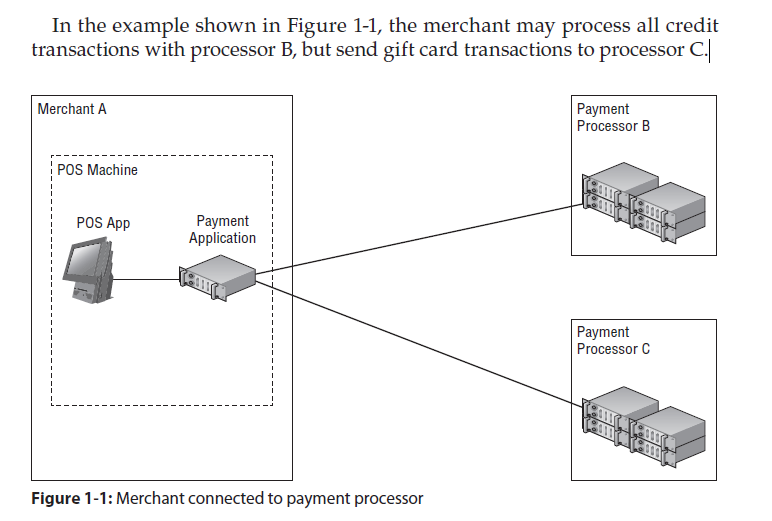 In the example shown in Figure 1-1, the merchant may process all credit
transactions with processor B, but send gift card transactions to processor C.
Merchant A
POS Machine
POS App
Payment
Application
Payment
Processor B
Payment
Processor C
Figure 1-1: Merchant connected to payment processor